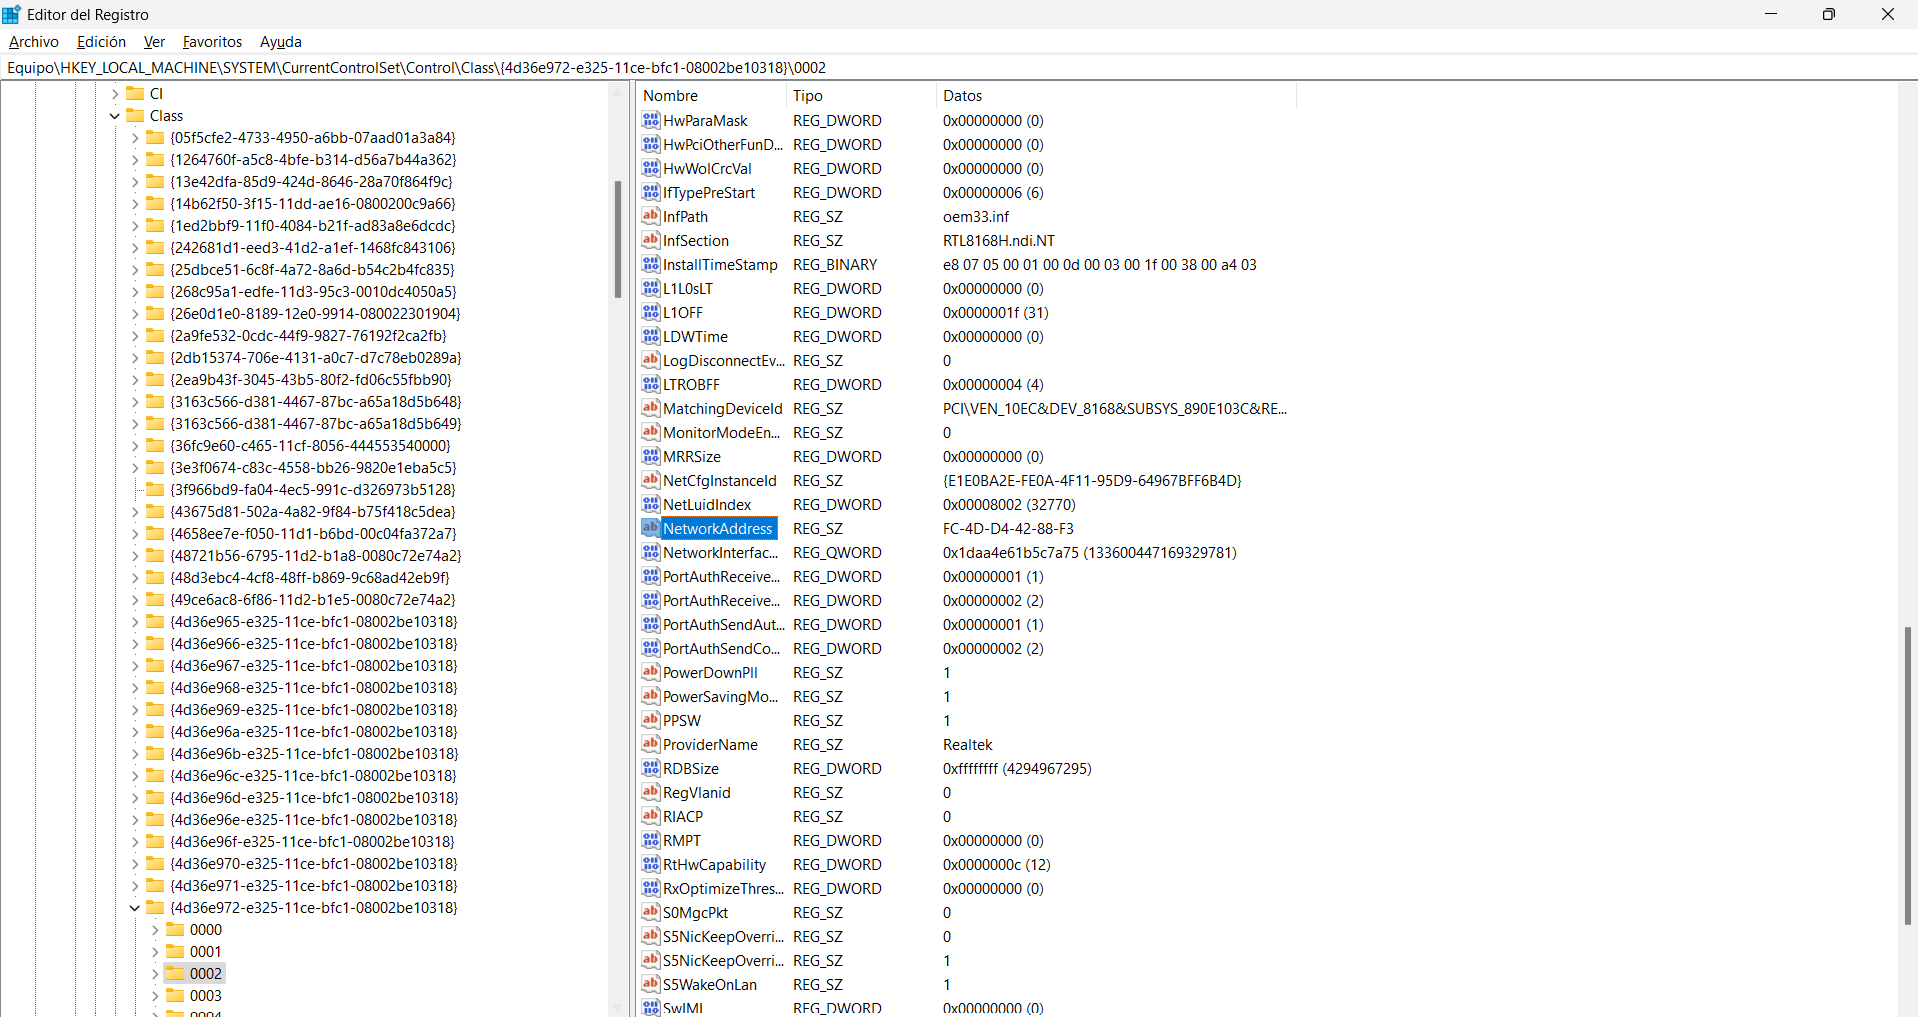 Editor del Registro
Archivo Edición Ver Favoritos Ayuda
Equipo\HKEY_LOCAL_MACHINE\SYSTEM\CurrentControlSet\Control\Class\{4d36e972-e325-11ce-bfc1-08002be10318}\0002
CI
Class
{05f5cfe2-4733-4950-a6bb-07aad01a3a84}
{1264760f-a5c8-4bfe-b314-d56a7b44a362}
{13e42dfa-85d9-424d-8646-28a70f864f9c}
{14b62f50-3f15-11dd-ae16-0800200c9a66}
{1ed2bbf9-11f0-4084-b21f-ad83a8e6dcdc}
{242681d1-eed3-41d2-a1ef-1468fc843106}
{25dbce51-6c8f-4a72-8a6d-b54c2b4fc835}
{268c95a1-edfe-11d3-95c3-0010dc4050a5}
{26e0d1e0-8189-12e0-9914-080022301904}
{2a9fe532-0cdc-44f9-9827-76192f2ca2fb}
{2db15374-706e-4131-a0c7-d7c78eb0289a}
{2ea9b43f-3045-43b5-80f2-fd06c55fbb90}
{3163c566-d381-4467-87bc-a65a18d5b648}
{3163c566-d381-4467-87bc-a65a18d5b649}
{36fc9e60-c465-11cf-8056-444553540000}
{3e3f0674-c83c-4558-bb26-9820e1eba5c5}
{3f966bd9-fa04-4ec5-991c-d326973b5128}
{43675d81-502a-4a82-9f84-b75f418c5dea}
{4658ee7e-f050-11d1-b6bd-00c04fa372a7}
{48721b56-6795-11d2-b1a8-0080c72e74a2}
{48d3ebc4-4cf8-48ff-b869-9c68ad42eb9f}
{49ce6ac8-6f86-11d2-b1e5-0080c72e74a2}
{4d36e965-e325-11ce-bfc1-08002be10318}
{4d36e966-e325-11ce-bfc1-08002be10318}
{4d36e967-e325-11ce-bfc1-08002be10318}
{4d36e968-e325-11ce-bfc1-08002be10318}
{4d36e969-e325-11ce-bfc1-08002be10318}
{4d36e96a-e325-11ce-bfc1-08002be10318}
{4d36e96b-e325-11ce-bfc1-08002be10318}
{4d36e96c-e325-11ce-bfc1-08002be10318}
{4d36e96d-e325-11ce-bfc1-08002be10318}
{4d36e96e-e325-11ce-bfc1-08002be10318}
{4d36e96f-e325-11ce-bfc1-08002be10318}
{4d36e970-e325-11ce-bfc1-08002be10318}
{4d36e971-e325-11ce-bfc1-08002be10318}
{4d36e972-e325-11ce-bfc1-08002be10318}
0000
0001
0002
0003
0004
Nombre Tipo Datos
HwParaMask REG_DWORD 0x00000000 (0)
HwPciOtherFunD... REG_DWORD 0x00000000 (0)
HwWolCrcVal REG_DWORD 0x00000000 (0)
IfTypePreStart REG_DWORD 0x00000006 (6)
InfPath REG_SZ oem33.inf
InfSection REG_SZ RTL8168H.ndi.NT
InstallTimeStamp REG_BINARY e8 07 05 00 01 00 0d 00 03 00 1f 00 38 00 a4 03
L1L0sLT REG_DWORD 0x00000000 (0)
L1OFF REG_DWORD 0x0000001f (31)
LDWTime REG_DWORD 0x00000000 (0)
LogDisconnectEv... REG_SZ 0
LTROBFF REG_DWORD 0x00000004 (4)
MatchingDeviceId REG_SZ PCI\VEN_10EC&DEV_8168&SUBSYS_890E103C&RE...
MonitorModeEn... REG_SZ 0
MRRSize REG_DWORD 0x00000000 (0)
NetCfgInstanceId REG_SZ {E1E0BA2E-FE0A-4F11-95D9-64967BFF6B4D}
NetLuidIndex REG_DWORD 0x00008002 (32770)
NetworkAddress REG_SZ FC-4D-D4-42-88-F3
NetworkInterfac... REG_QWORD 0x1daa4e61b5c7a75 (133600447169329781)
PortAuthReceive... REG_DWORD 0x00000001 (1)
PortAuthReceive... REG_DWORD 0x00000002 (2)
PortAuthSendAut... REG_DWORD 0x00000001 (1)
PortAuthSendCo... REG_DWORD 0x00000002 (2)
PowerDownPll REG_SZ 1
PowerSavingMo... REG_SZ 1
PPSW REG_SZ 1
ProviderName REG_SZ Realtek
RDBSize REG_DWORD 0xffffffff (4294967295)
RegVlanid REG_SZ 0
RIACP REG_SZ 0
RMPT REG_DWORD 0x00000000 (0)
RtHwCapability REG_DWORD 0x0000000c (12)
RxOptimizeThres... REG_DWORD 0x00000000 (0)
S0MgcPkt REG_SZ 0
S5NicKeepOverri... REG_SZ 0
S5NicKeepOverri... REG_SZ 1
S5WakeOnLan REG_SZ 1
SwIMI REG_DWORD 0x00000000 (0)